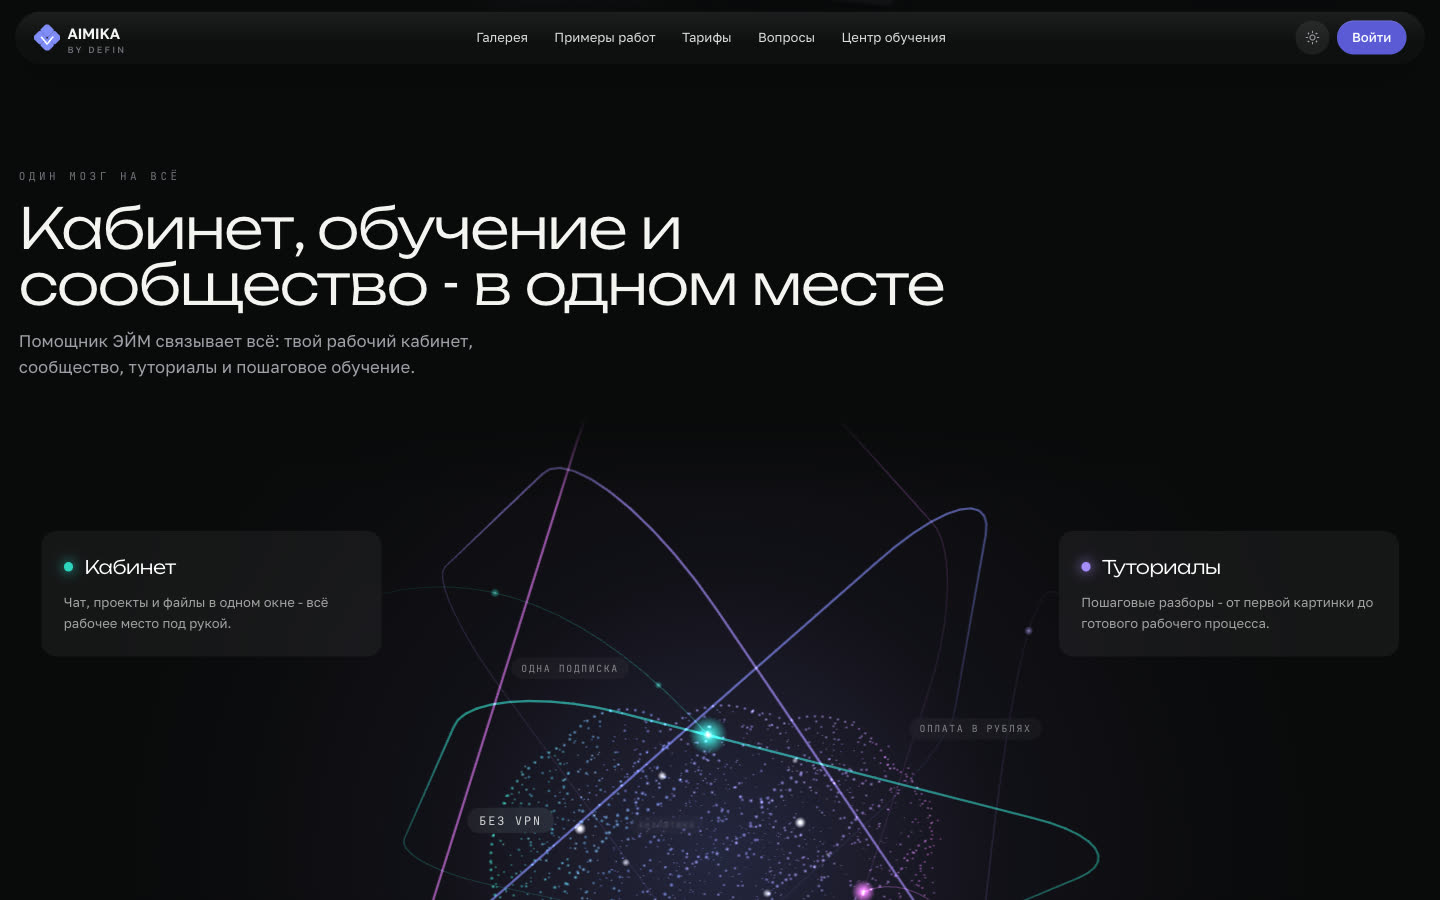 AIMIKA
BY DEFIN
Галерея Примеры работ Тарифы Вопросы Центр обучения
Войти
ОДИН МОЗГ НА ВСЁ
Кабинет, обучение и
сообщество - в одном месте
Помощник ЭЙМ связывает всё: твой рабочий кабинет,
сообщество, туториалы и пошаговое обучение.
Кабинет
Чат, проекты и файлы в одном окне - всё
рабочее место под рукой.
Туториалы
Пошаговые разборы - от первой картинки до
готового рабочего процесса.
ОДНА ПОДПИСКА
ОПЛАТА В РУБЛЯХ
БЕЗ VPN